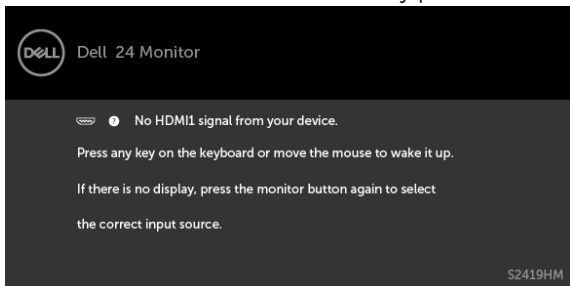 DELL
Dell 24 Monitor
? No HDMI1 signal from your device.
Press any key on the keyboard or move the mouse to wake it up.
If there is no display, press the monitor button again to select
the correct input source.
S2419HM